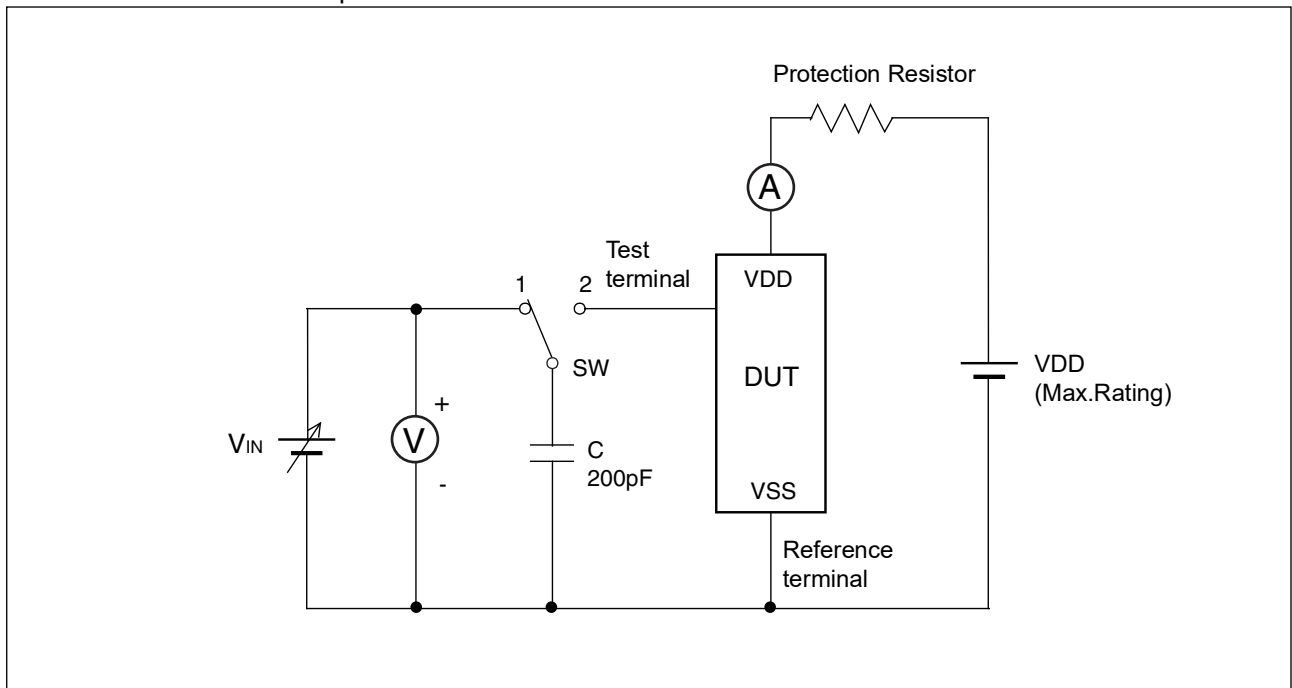 Protection Resistor
A
Test
terminal
1
2
VDD
SW
DUT
VDD
(Max.Rating)
VIN
+
V
-
C
200pF
VSS
Reference
terminal